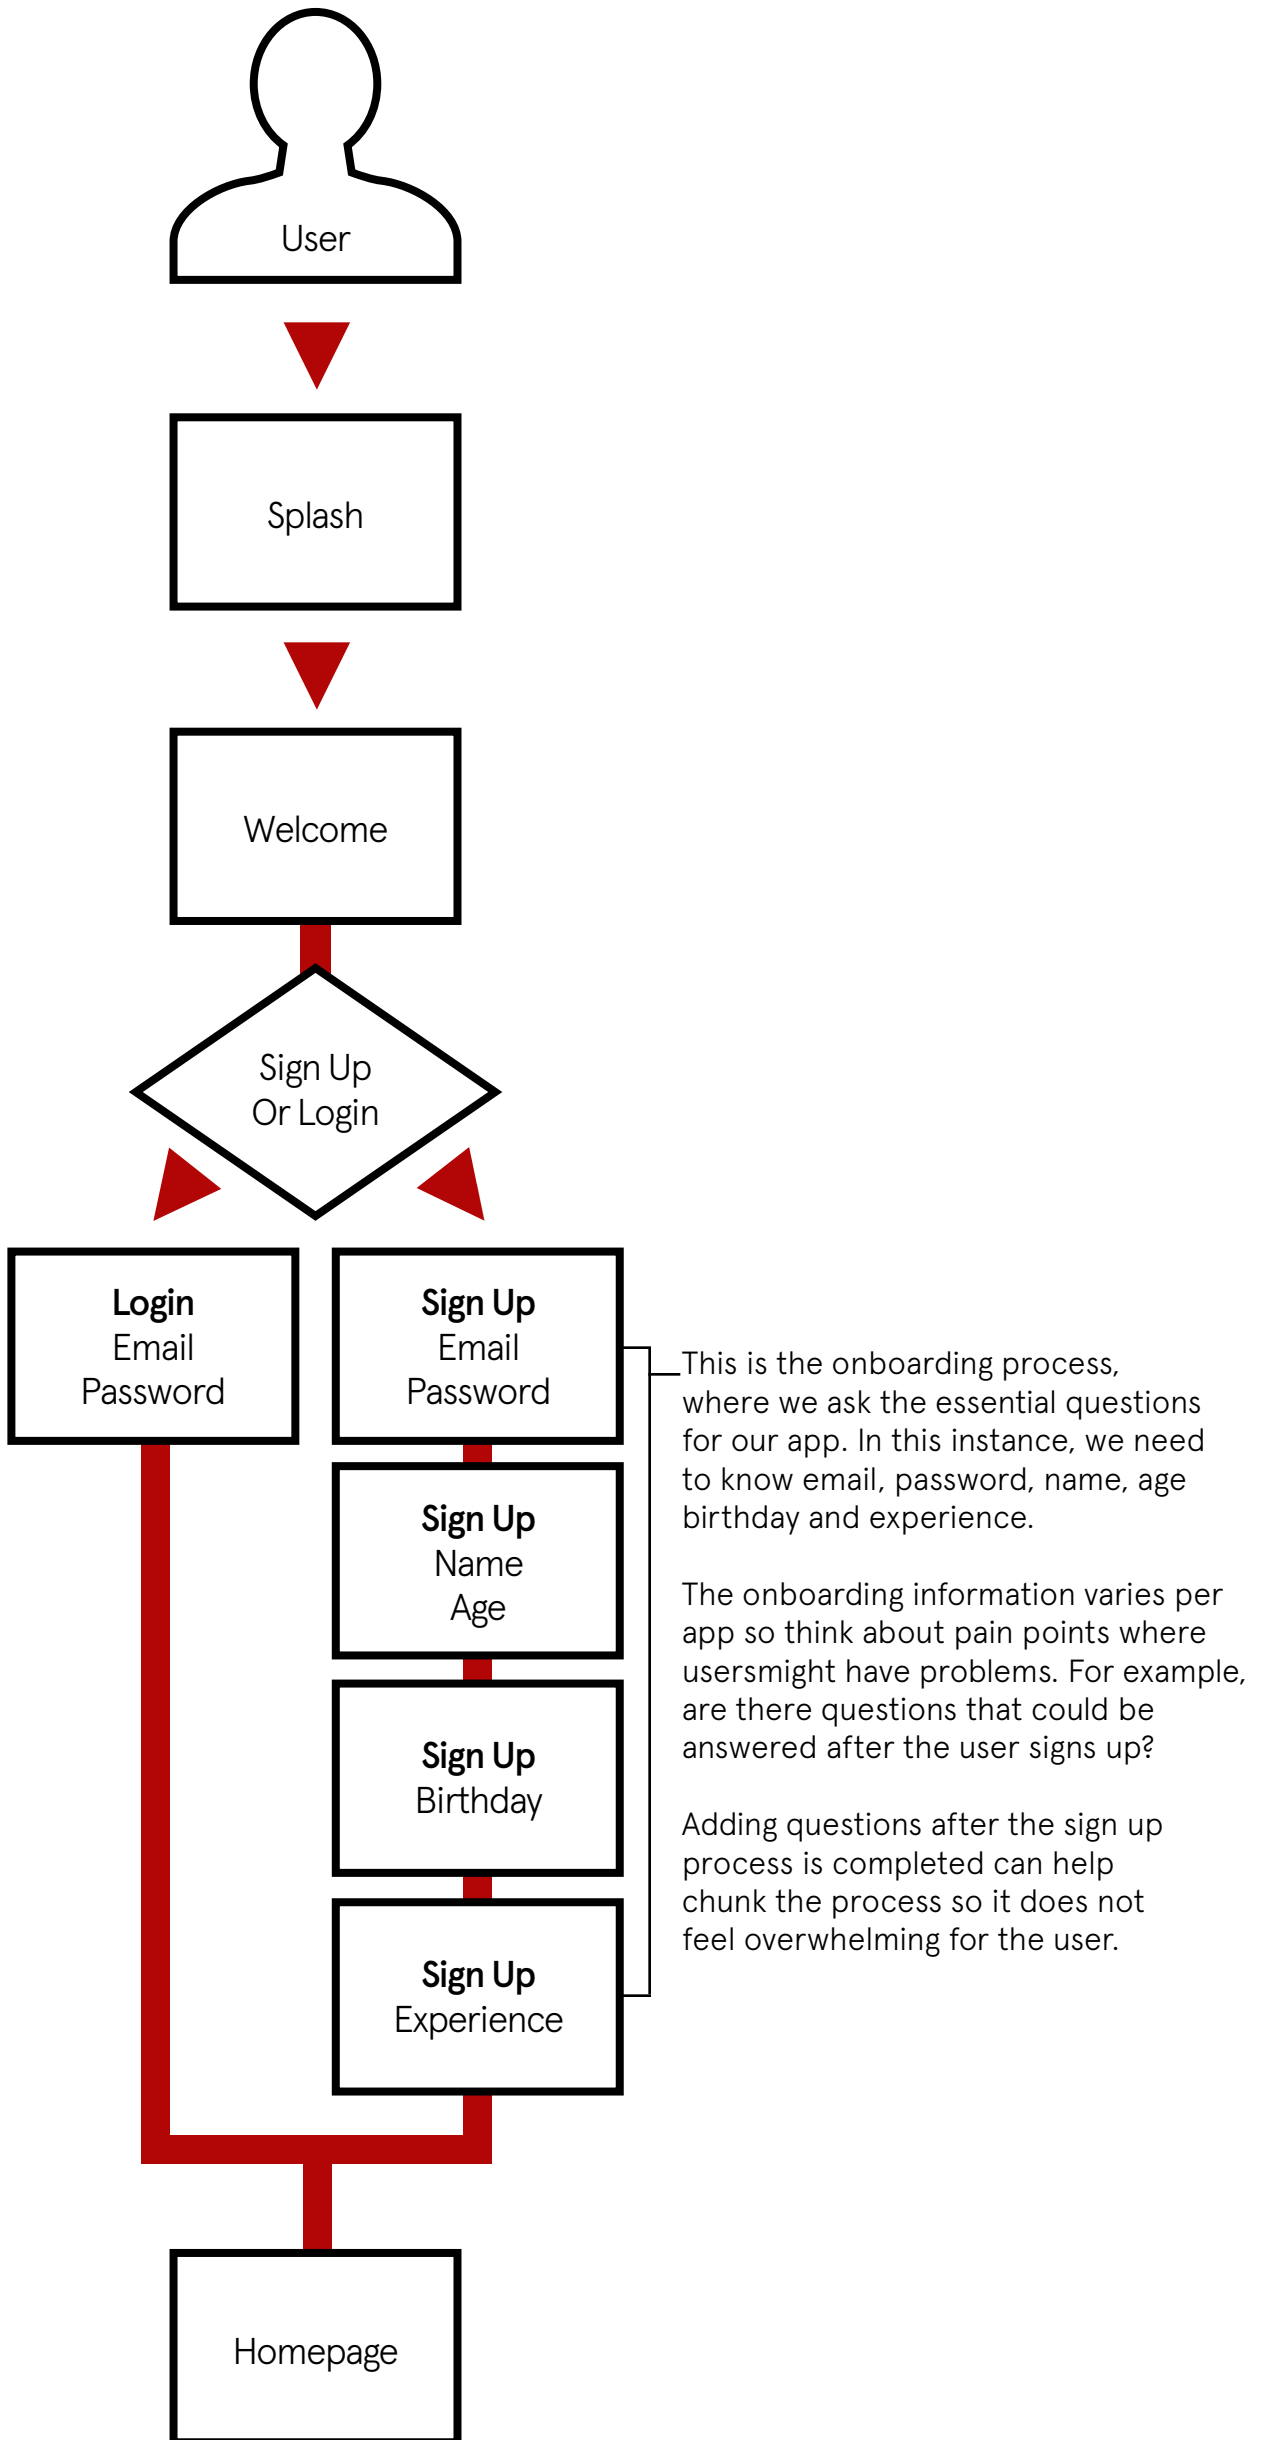 User
Splash
Welcome
Sign Up
Or Login
Login
Email
Password
Sign Up
Email
Password
Sign Up
Name
Age
Sign Up
Birthday
Sign Up
Experience
This is the onboarding process,
where we ask the essential questions
for our app. In this instance, we need
to know email, password, name, age
birthday and experience.
The onboarding information varies per
app so think about pain points where
usersmight have problems. For example,
are there questions that could be
answered after the user signs up?
Adding questions after the sign up
process is completed can help
chunk the process so it does not
feel overwhelming for the user.
Homepage